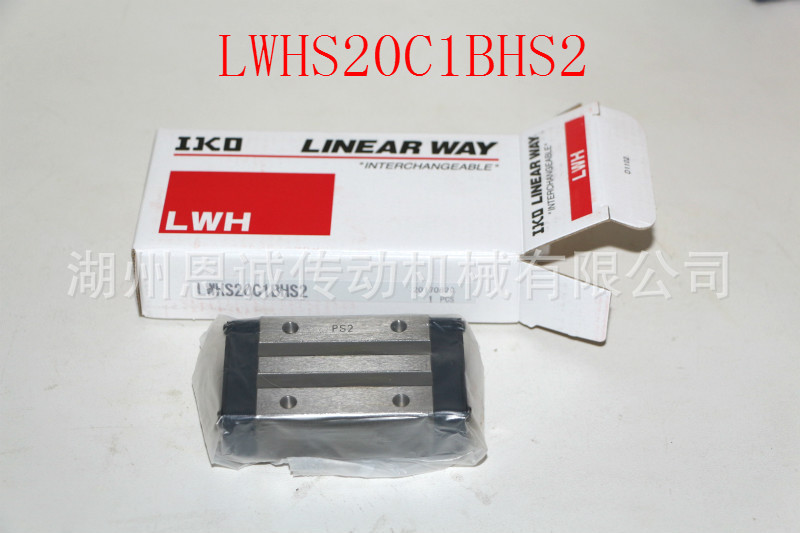 LWHS20C1BHS2
IKO LINEAR WAY
"INTERCHANGEABLE"
LWH
IKO LINEAR WAY
"INTERCHANGEABLE"
LWH
湖州恩诚传动机械有限公司
LWHS20C1BHS2
1 PCS
PS2